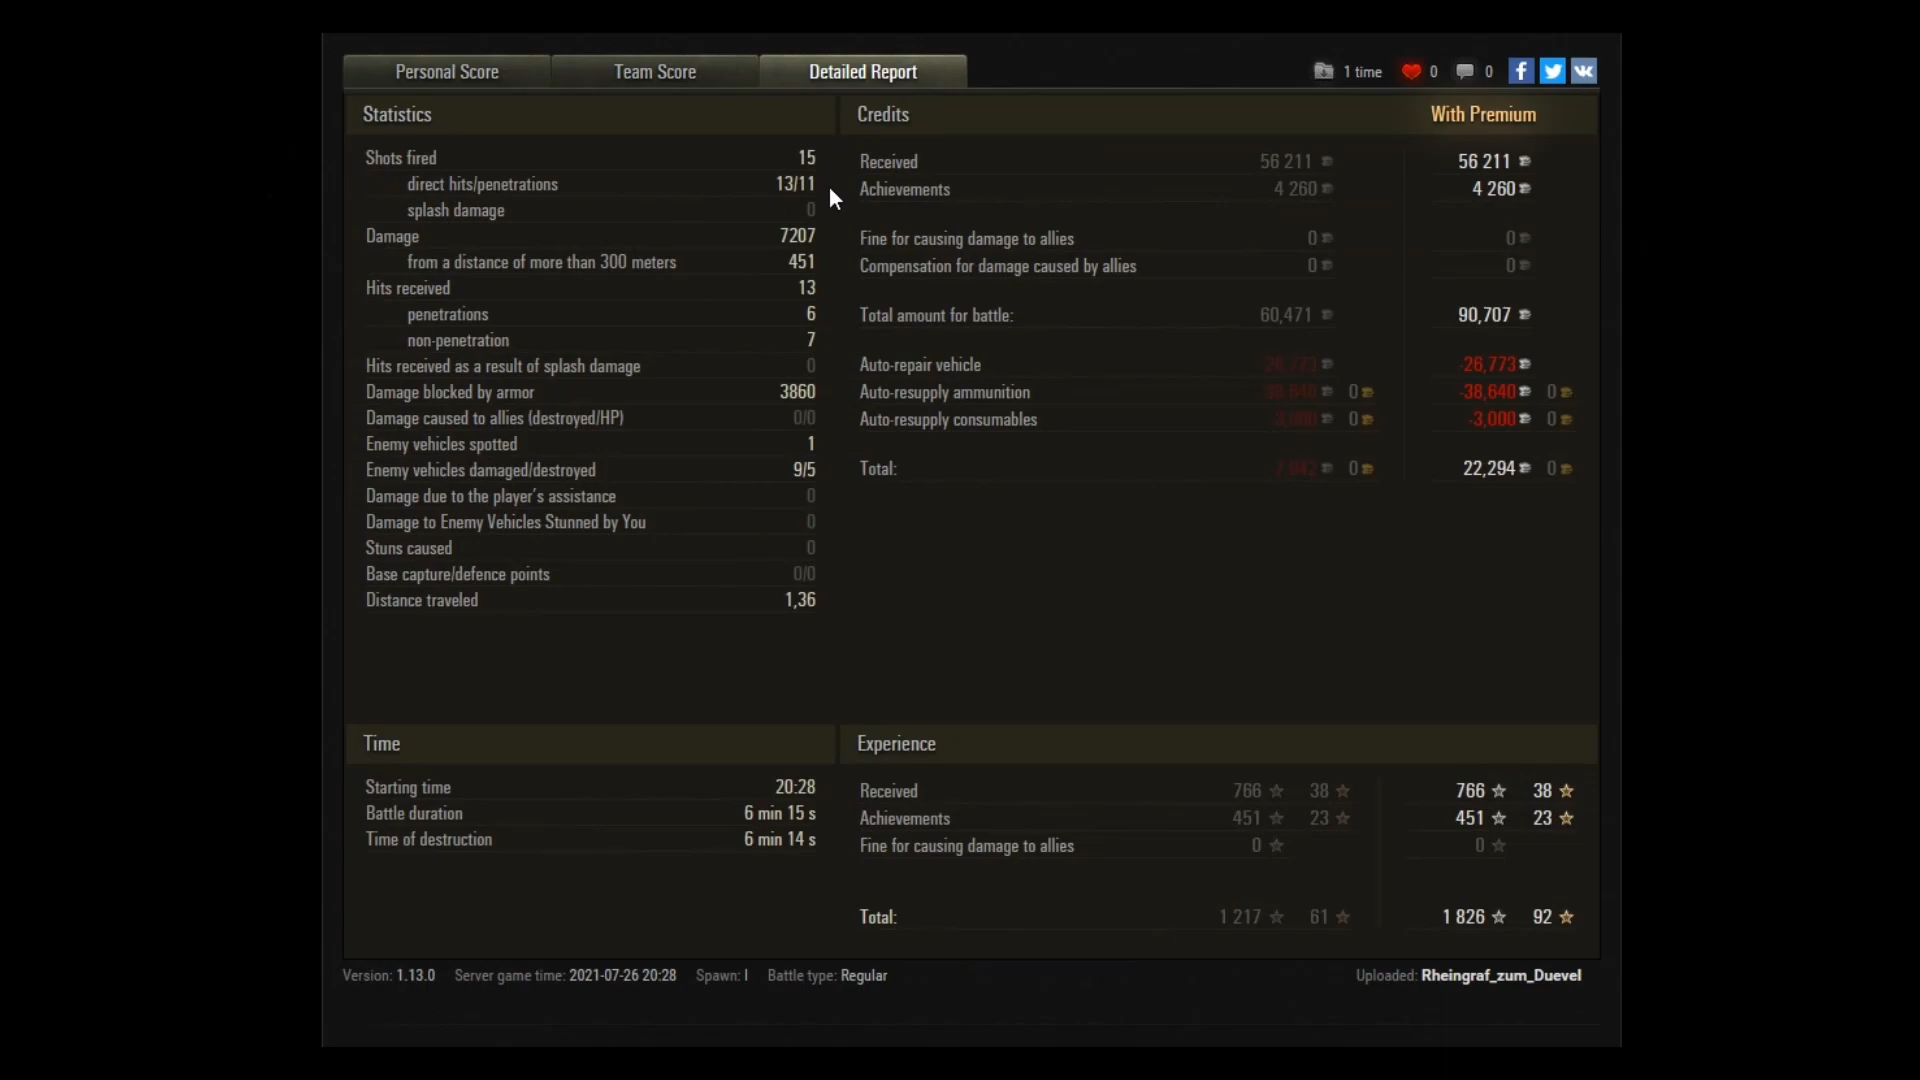 Personal Score Team Score Detailed Report 1 time 0 0
Statistics
Shots fired 15
direct hits/penetrations 13/11
splash damage 0
Damage 7207
from a distance of more than 300 meters 451
Hits received 13
penetrations 6
non-penetration 7
Hits received as a result of splash damage 0
Damage blocked by armor 3860
Damage caused to allies (destroyed/HP) 0/0
Enemy vehicles spotted 1
Enemy vehicles damaged/destroyed 9/5
Damage due to the player's assistance 0
Damage to Enemy Vehicles Stunned by You 0
Stuns caused 0
Base capture/defence points 0/0
Distance traveled 1,36
Credits With Premium
Received 56 211 56 211
Achievements 4 260 4 260
Fine for causing damage to allies 0 0
Compensation for damage caused by allies 0 0
Total amount for battle: 60,471 90,707
Auto-repair vehicle -26,773 -26,773
Auto-resupply ammunition -38,640 0 -38,640 0
Auto-resupply consumables -3,000 0 -3,000 0
Total: 0 22,294 0
Time
Starting time 20:28
Battle duration 6 min 15 s
Time of destruction 6 min 14 s
Experience
Received 766 38 766 38
Achievements 451 23 451 23
Fine for causing damage to allies 0 0
Total: 1 217 61 1 826 92
Version: 1.13.0 Server game time: 2021-07-26 20:28 Spawn: I Battle type: Regular Uploaded: Rheingraf_zum_Duevel